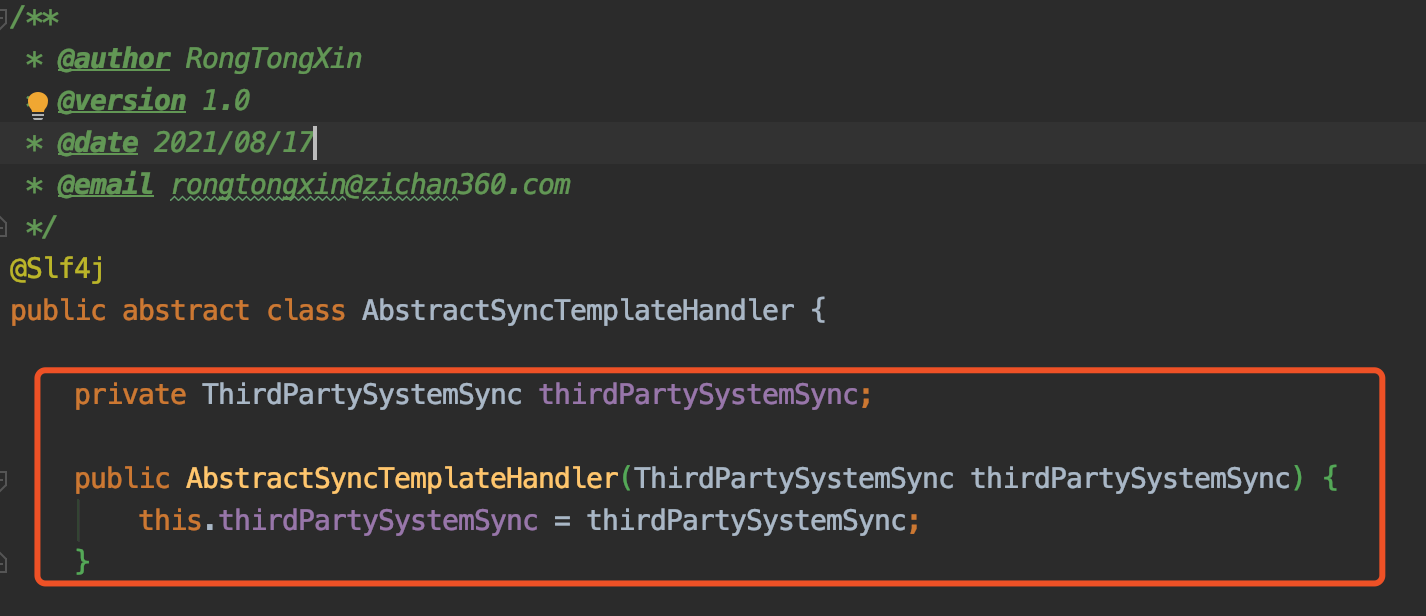 /**
 * @author RongTongXin
 @version 1.0
 * @date 2021/08/17
 * @email rongtongxin@zichan360.com
 */
@Slf4j
public abstract class AbstractSyncTemplateHandler {
    private ThirdPartySystemSync thirdPartySystemSync;
    public AbstractSyncTemplateHandler(ThirdPartySystemSync thirdPartySystemSync) {
        this.thirdPartySystemSync = thirdPartySystemSync;
    }